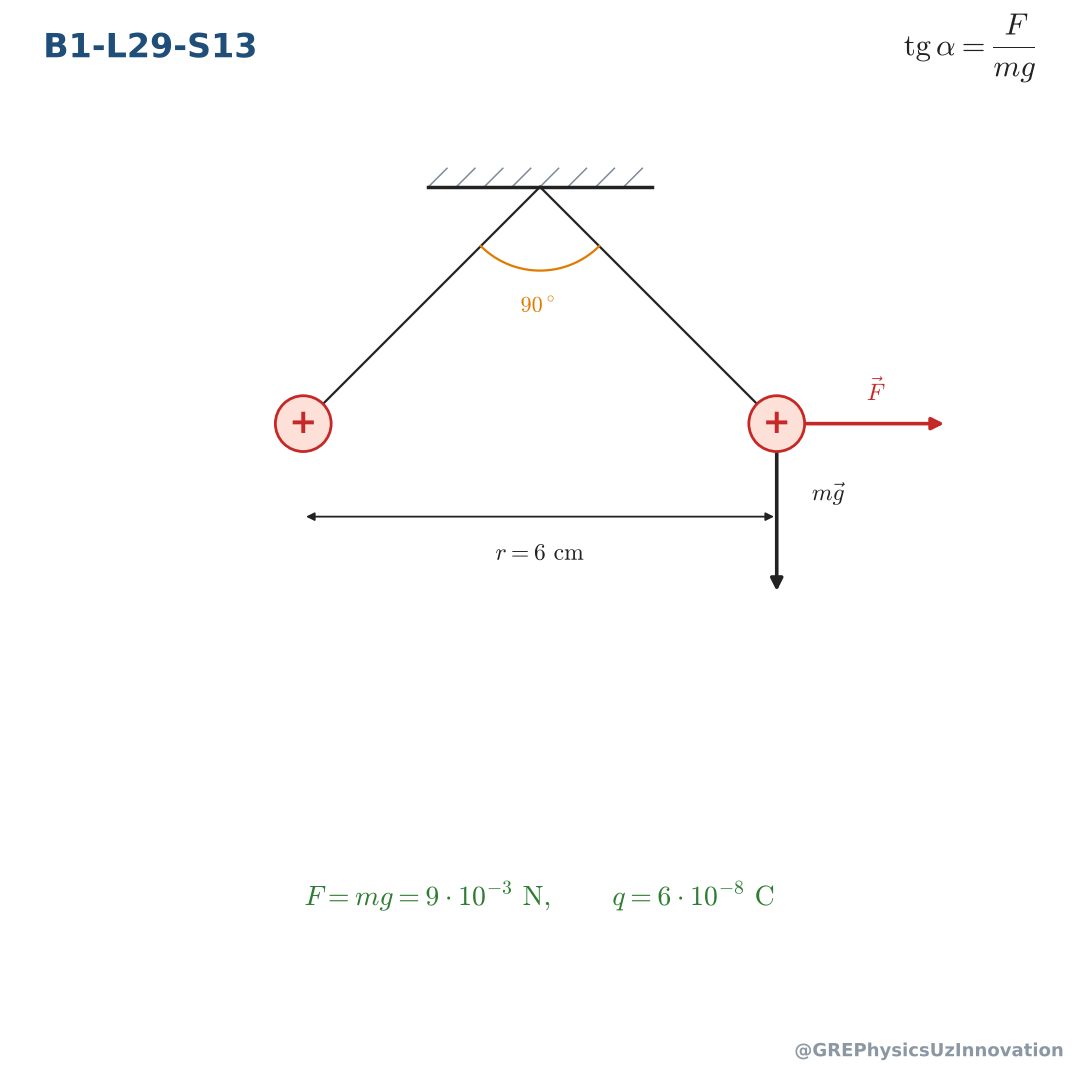 B1-L29-S13
tg α = F/mg
90°
+
+
F⃗
mg⃗
r = 6 cm
F = mg = 9 · 10⁻³ N, q = 6 · 10⁻⁸ C
@GREPhysicsUzInnovation